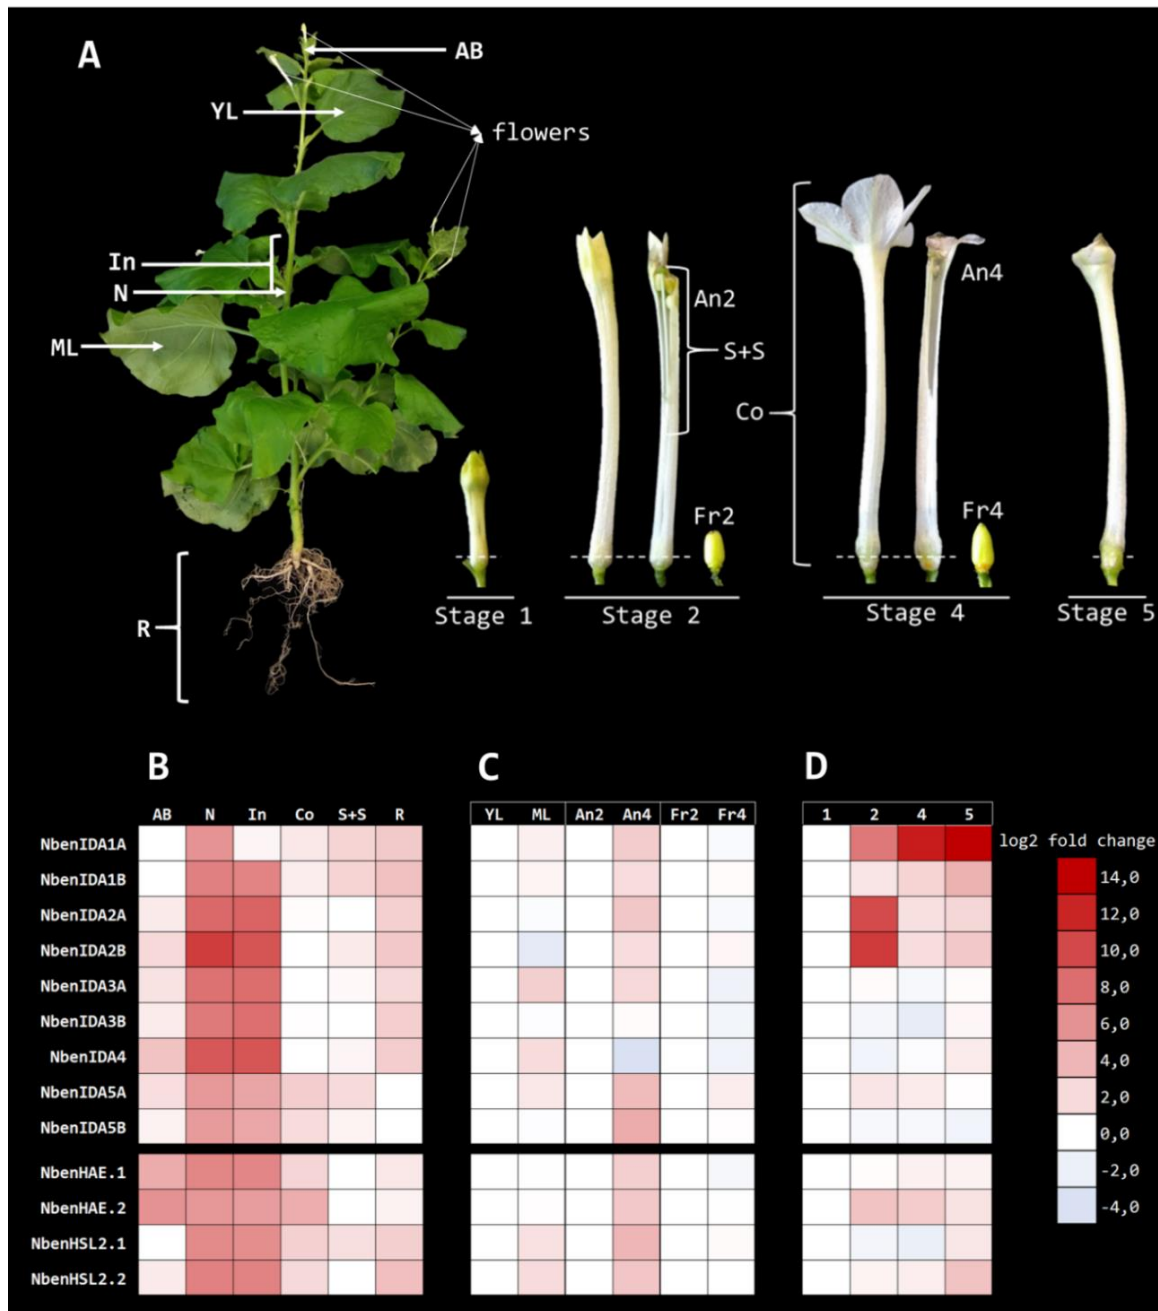 A
AB
YL
flowers
In
N
ML
R
An2
S+S
Fr2
Co
An4
Fr4
Stage 1
Stage 2
Stage 4
Stage 5
B
C
D
AB N In Co S+S R
YL ML An2 An4 Fr2 Fr4
1 2 4 5
log2 fold change
NbenIDA1A
NbenIDA1B
NbenIDA2A
NbenIDA2B
NbenIDA3A
NbenIDA3B
NbenIDA4
NbenIDA5A
NbenIDA5B
NbenHAE.1
NbenHAE.2
NbenHSL2.1
NbenHSL2.2
14,0
12,0
10,0
8,0
6,0
4,0
2,0
0,0
-2,0
-4,0